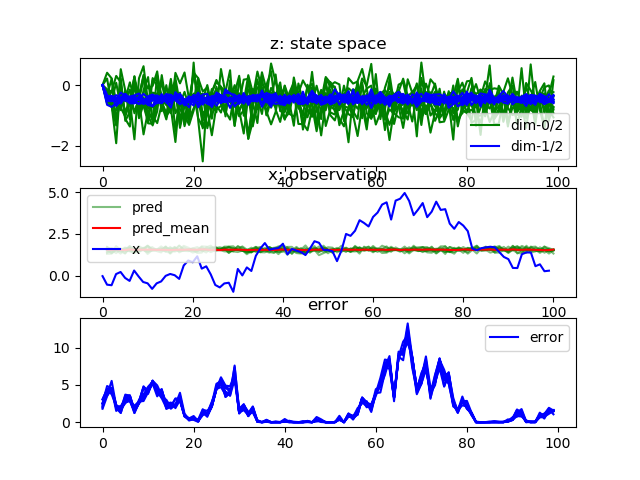 z: state space
0
−2
dim-0/2
dim-1/2
0 20 40 60 80 100
x: observation
5.0
2.5
0.0
pred
pred_mean
x
0 20 40 60 80 100
error
10
5
0
error
0 20 40 60 80 100